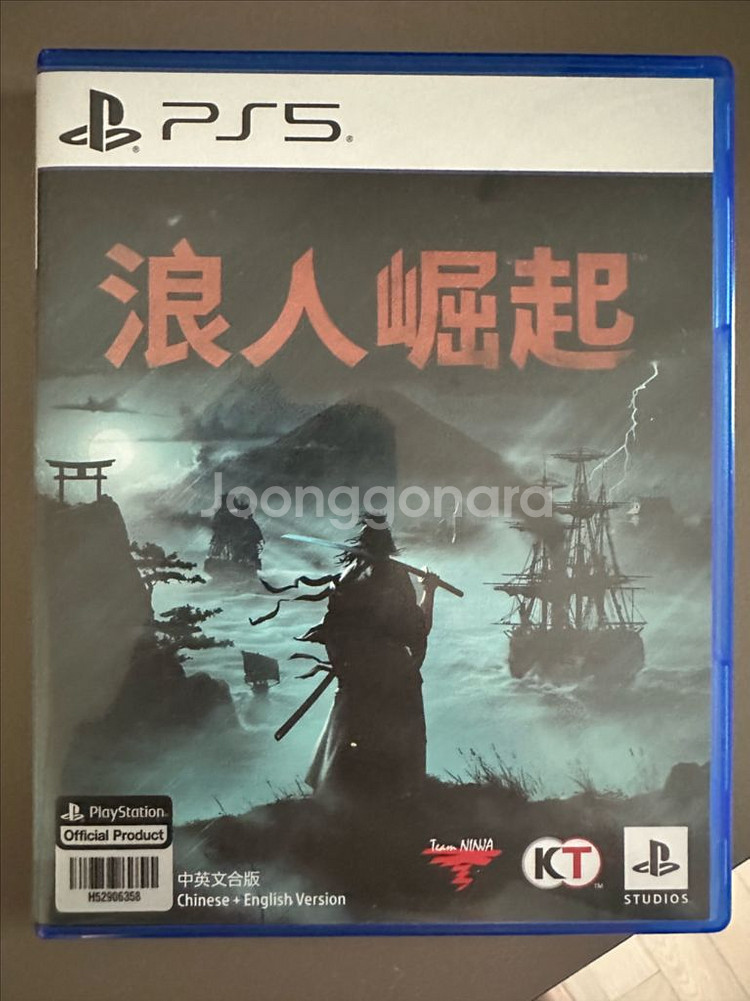 PS5
浪人崛起
Joonggonara
PlayStation
Official Product
H52906358
中英文合版
Chinese + English Version
Team NINJA
KT
STUDIOS